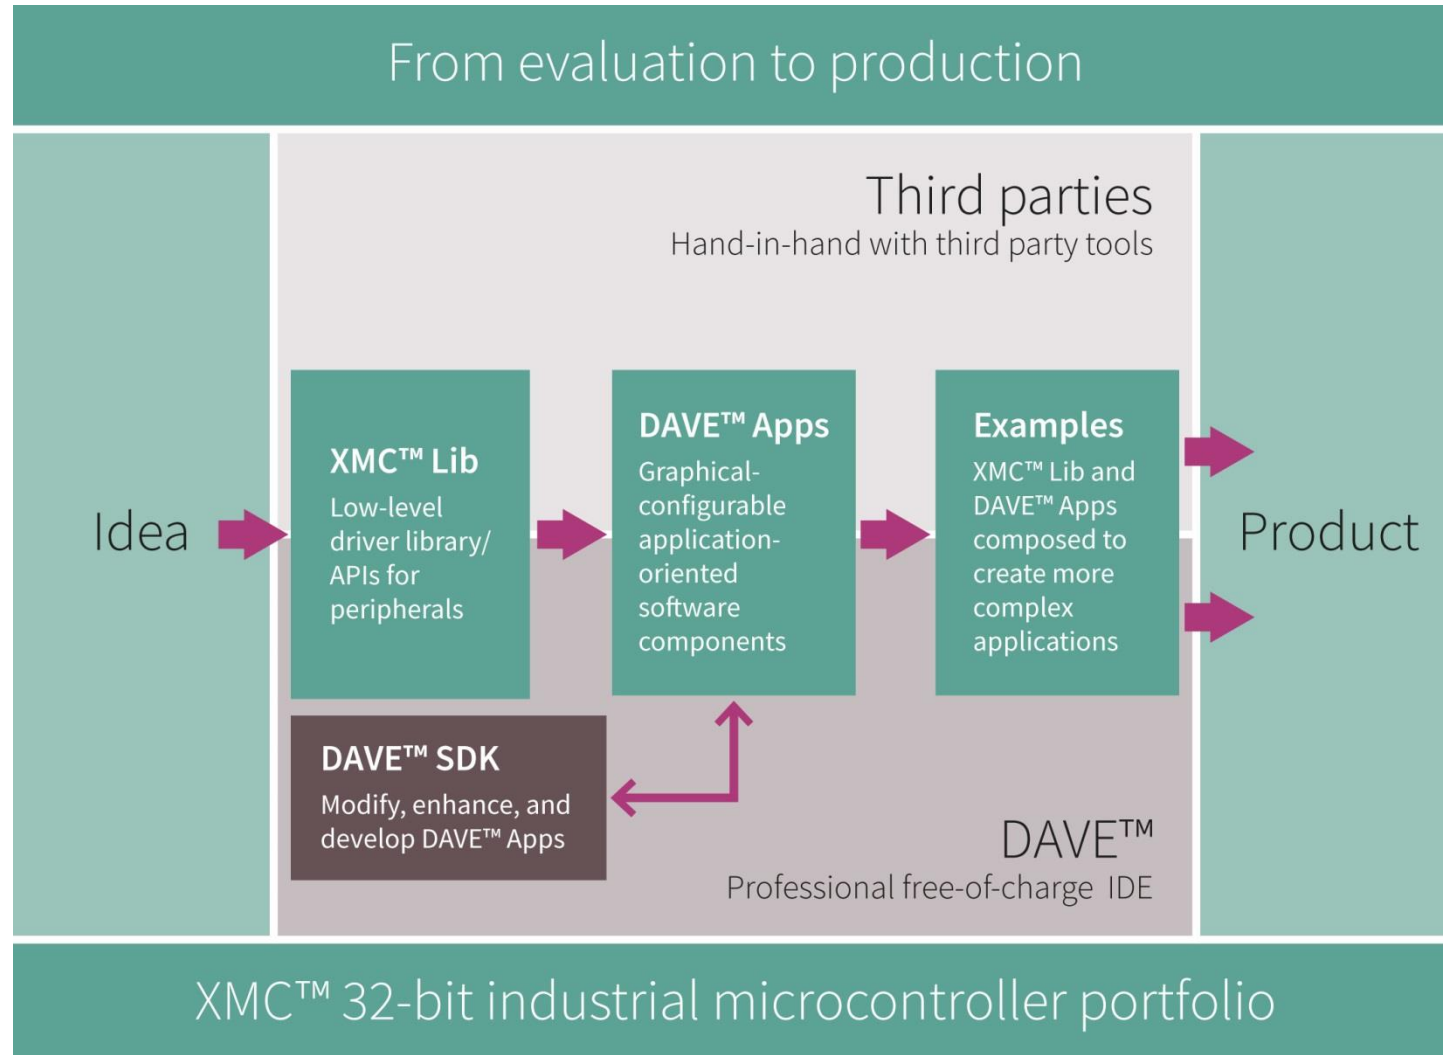 From evaluation to production
Third parties
Hand-in-hand with third party tools
Idea
XMC™ Lib
Low-level
driver library/
APIs for
peripherals
DAVE™ Apps
Graphical-
configurable
application-
oriented
software
components
Examples
XMC™ Lib and
DAVE™ Apps
composed to
create more
complex
applications
Product
DAVE™ SDK
Modify, enhance, and
develop DAVE™ Apps
DAVE™
Professional free-of-charge IDE
XMC™ 32-bit industrial microcontroller portfolio